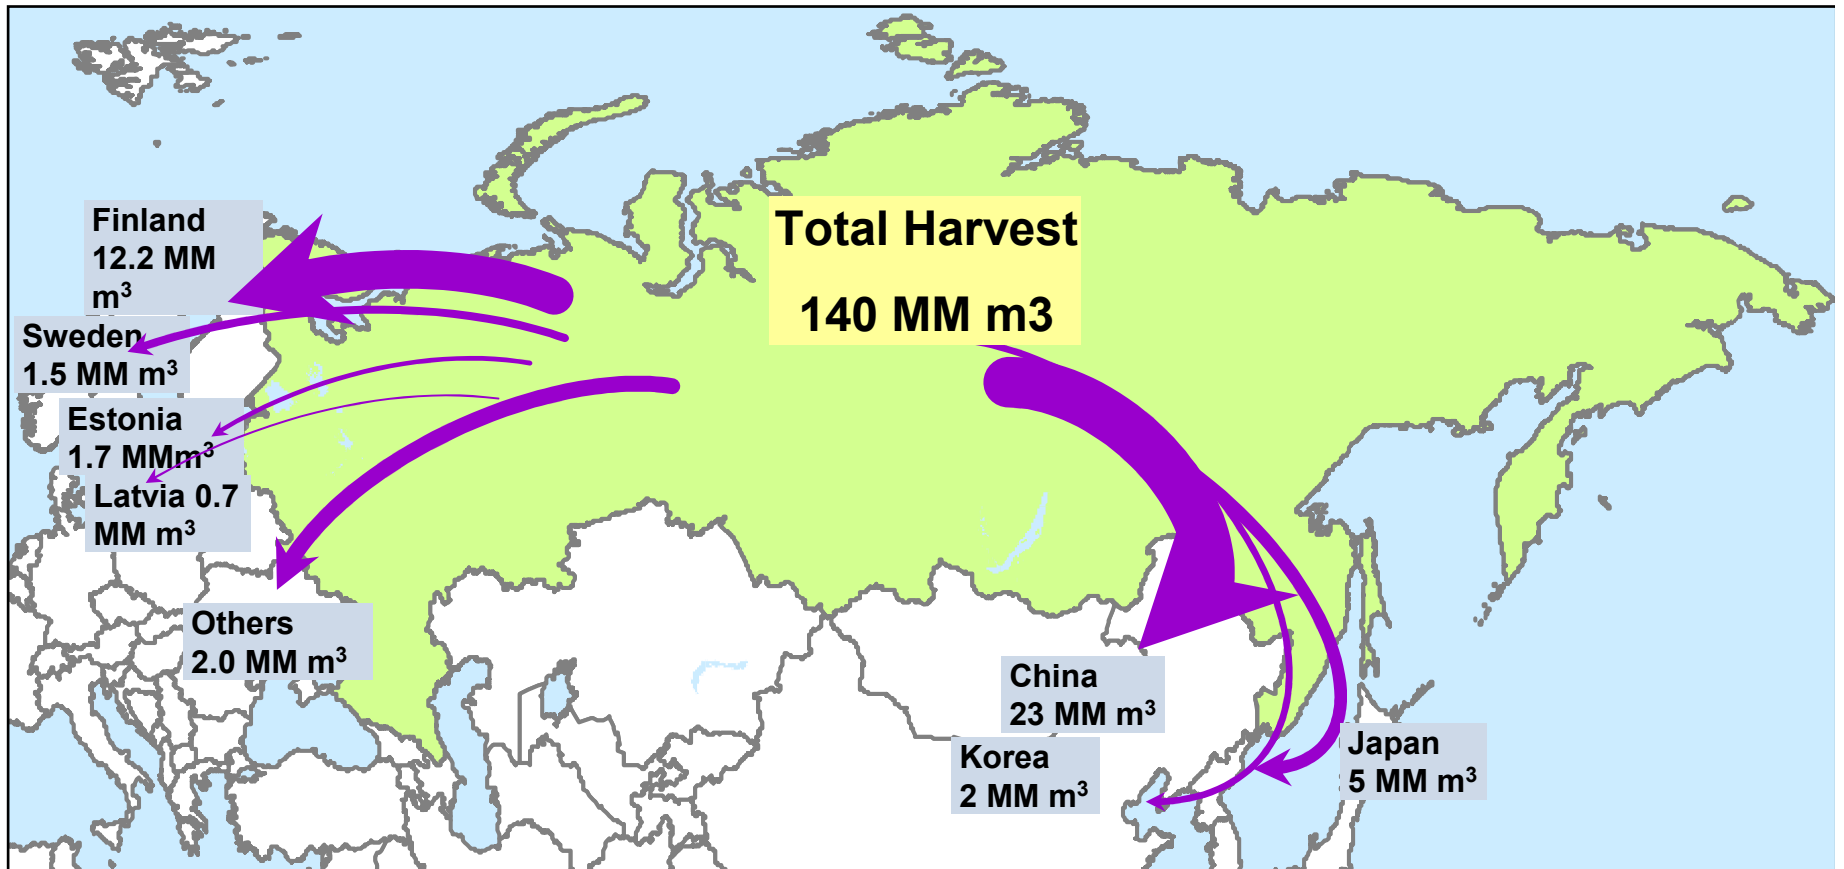 Finland
12.2 MM
m³
Total Harvest
140 MM m3
Sweden
1.5 MM m³
Estonia
1.7 MMm³
Latvia 0.7
MM m³
Others
2.0 MM m³
China
23 MM m³
Korea
2 MM m³
Japan
5 MM m³